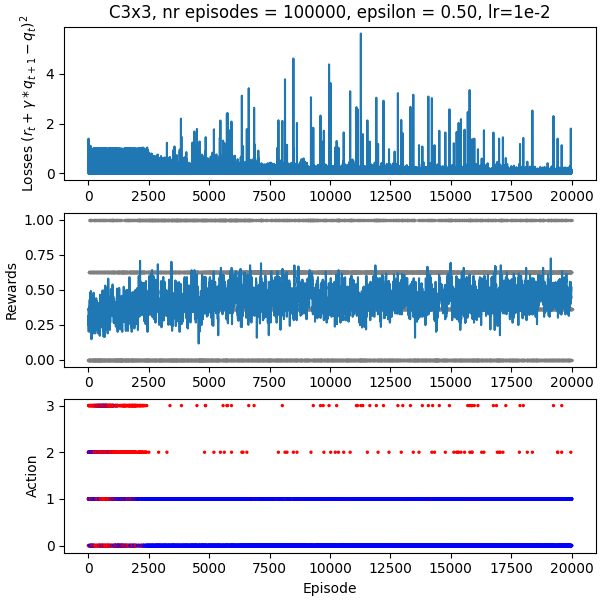 C3x3, nr episodes = 100000, epsilon = 0.50, lr=1e-2
Losses (r_t + γ * q_{t+1} − q_t)^2
4
2
0
0 2500 5000 7500 10000 12500 15000 17500 20000
Rewards
1.00
0.75
0.50
0.25
0.00
0 2500 5000 7500 10000 12500 15000 17500 20000
Action
3
2
1
0
0 2500 5000 7500 10000 12500 15000 17500 20000
Episode